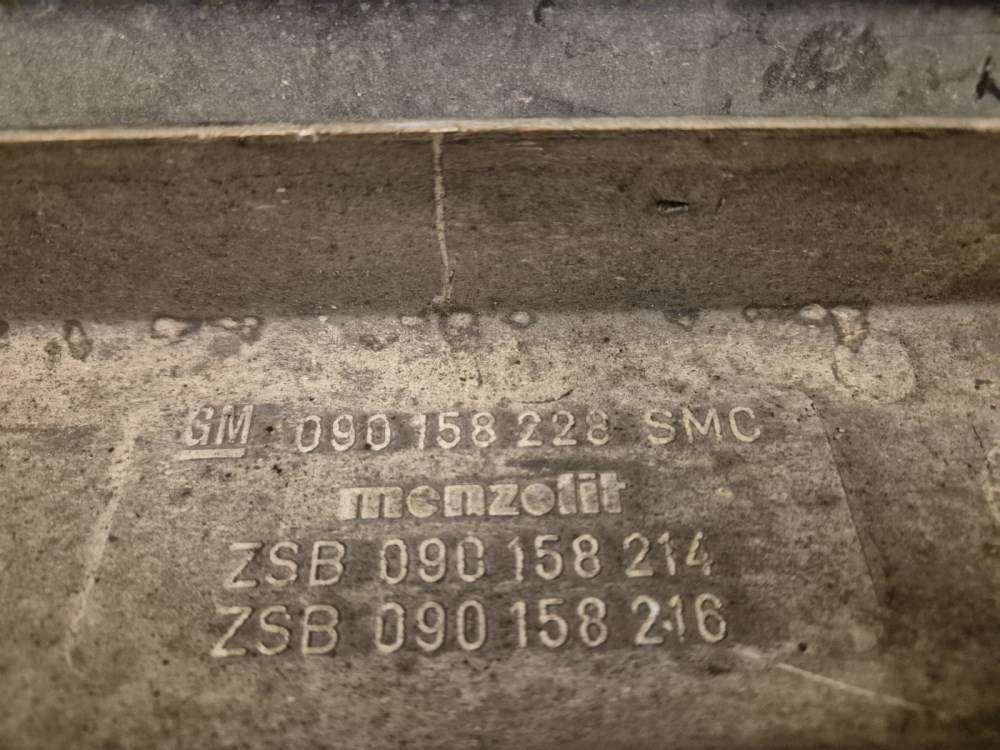 GM 090 158 228 SMC
menzolit
ZSB 090 158 214
ZSB 090 158 216